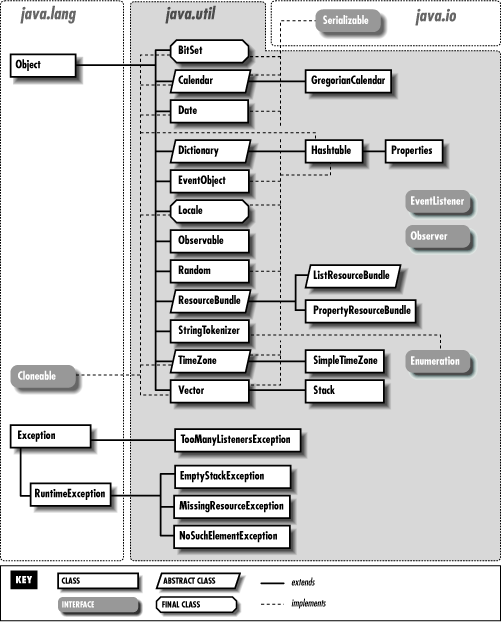 java.lang
java.util
java.io
Serializable
BitSet
Object
Calendar
GregorianCalendar
Date
Dictionary
Hashtable
Properties
EventObject
EventListener
Locale
Observer
Observable
Random
ListResourceBundle
ResourceBundle
PropertyResourceBundle
StringTokenizer
TimeZone
SimpleTimeZone
Enumeration
Cloneable
Vector
Stack
Exception
TooManyListenersException
EmptyStackException
RuntimeException
MissingResourceException
NoSuchElementException
KEY
CLASS
ABSTRACT CLASS
extends
INTERFACE
FINAL CLASS
implements